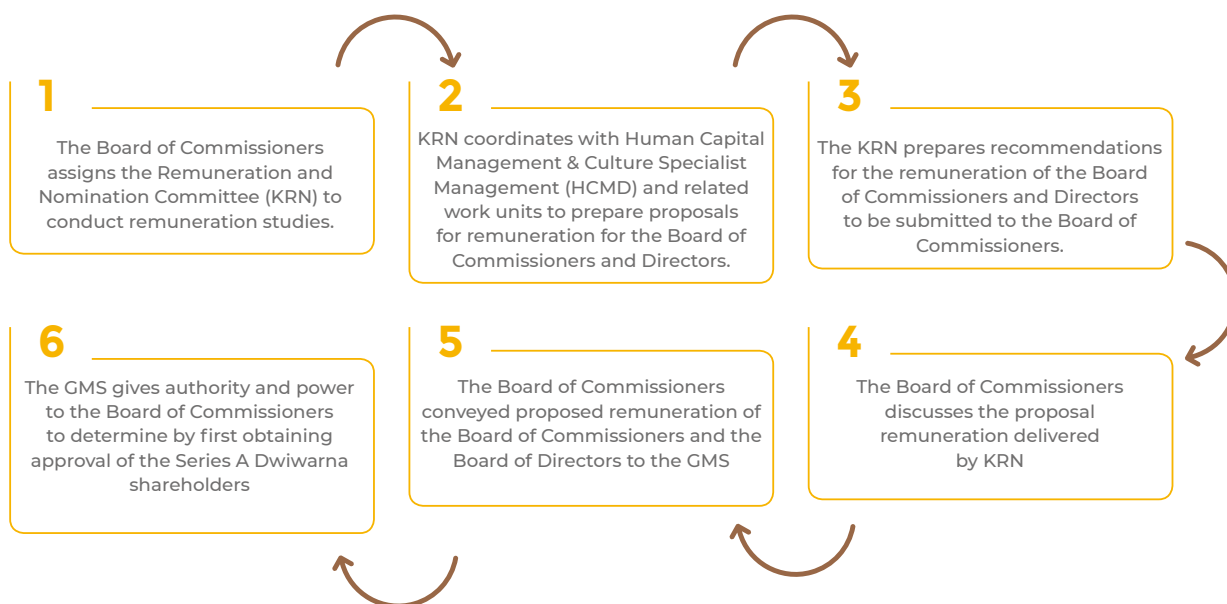 1
The Board of Commissioners
assigns the Remuneration and
Nomination Committee (KRN) to
conduct remuneration studies.
2
KRN coordinates with Human Capital
Management & Culture Specialist
Management (HCMD) and related
work units to prepare proposals
for remuneration for the Board of
Commissioners and Directors.
3
The KRN prepares recommendations
for the remuneration of the Board
of Commissioners and Directors
to be submitted to the Board of
Commissioners.
4
The Board of Commissioners
discusses the proposal
remuneration delivered
by KRN
5
The Board of Commissioners
conveyed proposed remuneration of
the Board of Commissioners and the
Board of Directors to the GMS
6
The GMS gives authority and power
to the Board of Commissioners
to determine by first obtaining
approval of the Series A Dwiwarna
shareholders